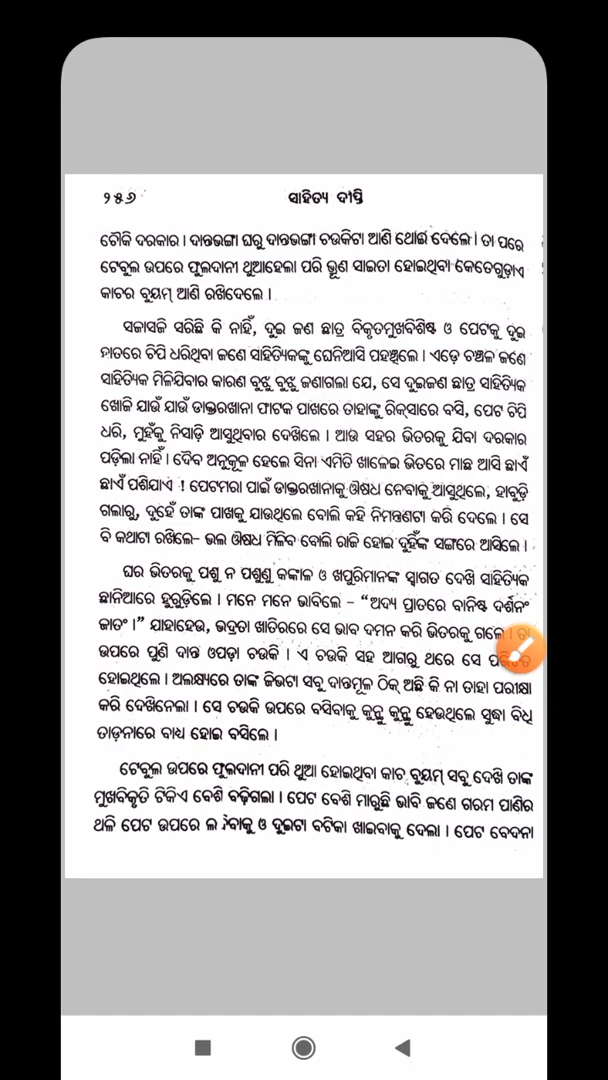 ୨୫୬
ସାହିତ୍ୟ ଦୀପ୍ତି
ଚୌକି ଦରକାର । ଦାନ୍ତଭଙ୍ଗା ଘରୁ ଦାନ୍ତଭଙ୍ଗା ଚଉକିଟା ଆଣି ଥୋଇ ଦେଲେ । ତା ପରେ
ଟେବୁଲ ଉପରେ ଫୁଲଦାନୀ ଥୁଆହେଲା ପରି ଭ୍ରୂଣ ସାଇତା ହୋଇଥିବା କେତେଗୁଡ଼ାଏ
କାଚର ବୁୟମ୍ ଆଣି ରଖିଦେଲେ ।
ସଜାସଜି ସରିଛି କି ନାହିଁ, ଦୁଇ ଜଣ ଛାତ୍ର ବିକୃତମୁଖବିଶିଷ୍ଟ ଓ ପେଟକୁ ଦୁଇ
ହାତରେ ଚିପି ଧରିଥିବା ଜଣେ ସାହିତ୍ୟିକଙ୍କୁ ଘେନିଆସି ପହଞ୍ଚିଲେ । ଏଡ଼େ ଚଞ୍ଚଳ ଜଣେ
ସାହିତ୍ୟିକ ମିଳିଯିବାର କାରଣ ବୁଝୁ ବୁଝୁ ଜଣାଗଲା ଯେ, ସେ ଦୁଇଜଣ ଛାତ୍ର ସାହିତ୍ୟିକ
ଖୋଜି ଯାଉଁ ଯାଉଁ ଡାକ୍ତରଖାନା ଫାଟକ ପାଖରେ ତାହାଙ୍କୁ ରିକ୍‌ସାରେ ବସି, ପେଟ ଚିପି
ଧରି, ମୁହଁକୁ ନିସାଡ଼ି ଆସୁଥିବାର ଦେଖିଲେ । ଆଉ ସହର ଭିତରକୁ ଯିବା ଦରକାର
ପଡ଼ିଲା ନାହିଁ । ଦୈବ ଅନୁକୂଳ ହେଲେ ସିନା ଏମିତି ଖାଲେଇ ଭିତରେ ମାଛ ଆସି ଛାଏଁ
ଛାଏଁ ପଶିଯାଏ ! ପେଟମରା ପାଇଁ ଡାକ୍ତରଖାନାକୁ ଔଷଧ ନେବାକୁ ଆସୁଥିଲେ, ହାବୁଡ଼ି
ଗଲାରୁ, ଦୁହେଁ ତାଙ୍କ ପାଖକୁ ଯାଉଥିଲେ ବୋଲି କହି ନିମନ୍ତ୍ରଣଟା କରି ଦେଲେ । ସେ
ବି କଥାଟା ରଖିଲେ- ଭଲ ଔଷଧ ମିଳିବ ବୋଲି ରାଜି ହୋଇ ଦୁହିଁଙ୍କ ସଙ୍ଗରେ ଆସିଲେ ।
ଘର ଭିତରକୁ ପଶୁ ନ ପଶୁଣୁ କଙ୍କାଳ ଓ ଖପୁରିମାନଙ୍କ ସ୍ୱାଗତ ଦେଖି ସାହିତ୍ୟିକ
ଛାନିଆରେ ହୁରୁଡ଼ିଲେ । ମନେ ମନେ ଭାବିଲେ – “ଅଦ୍ୟ ପ୍ରାତରେ ବାନିଷ୍ଟ ଦର୍ଶନଂ
ଜାତଂ ।” ଯାହାହେଉ, ଭଦ୍ରତା ଖାତିରରେ ସେ ଭାବ ଦମନ କରି ଭିତରକୁ ଗଲେ । ତା
ଉପରେ ପୁଣି ଦାନ୍ତ ଓପଡ଼ା ଚଉକି । ଏ ଚଉକି ସହ ଆଗରୁ ଥରେ ସେ
ହୋଇଥିଲେ । ଅଲକ୍ଷ୍ୟରେ ତାଙ୍କ ଜିଭଟା ସବୁ ଦାନ୍ତମୂଳ ଠିକ୍ ଅଛି କି ନା ତାହା ପରୀକ୍ଷା
କରି ଦେଖିନେଲା । ସେ ଚଉକି ଉପରେ ବସିବାକୁ କୁନ୍ଥୁ କୁନ୍ଥୁ ହେଉଥିଲେ ସୁଦ୍ଧା ବିଧି
ତାଡ଼ନାରେ ବାଧ୍ୟ ହୋଇ ବସିଲେ ।
ଟେବୁଲ ଉପରେ ଫୁଲଦାନୀ ପରି ଥୁଆ ହୋଇଥିବା କାଚ ବୁୟମ୍ ସବୁ ଦେଖି ତାଙ୍କ
ମୁଖବିକୃତି ଟିକିଏ ବେଶି ବଢ଼ିଗଲା । ପେଟ ବେଶି ମାରୁଛି ଭାବି ଜଣେ ଗରମ ପାଣିର
ଥଳି ପେଟ ଉପରେ ଓ ଦୁଇଟା ବଟିକା ଖାଇବାକୁ ଦେଲା । ପେଟ ବେଦନା